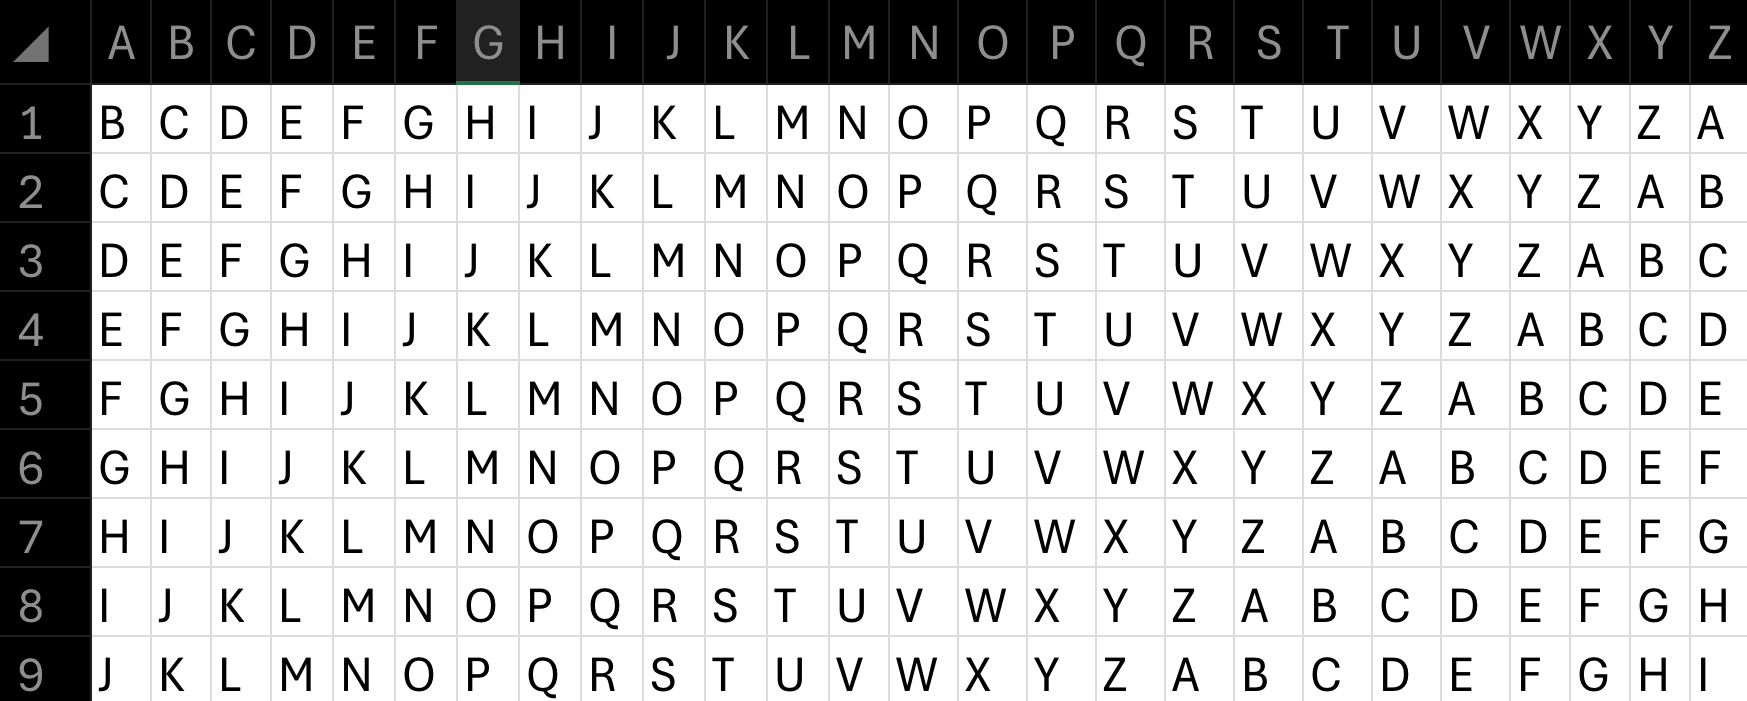 A B C D E F G H I J K L M N O P Q R S T U V W X Y Z
1 B C D E F G H I J K L M N O P Q R S T U V W X Y Z A
2 C D E F G H I J K L M N O P Q R S T U V W X Y Z A B
3 D E F G H I J K L M N O P Q R S T U V W X Y Z A B C
4 E F G H I J K L M N O P Q R S T U V W X Y Z A B C D
5 F G H I J K L M N O P Q R S T U V W X Y Z A B C D E
6 G H I J K L M N O P Q R S T U V W X Y Z A B C D E F
7 H I J K L M N O P Q R S T U V W X Y Z A B C D E F G
8 I J K L M N O P Q R S T U V W X Y Z A B C D E F G H
9 J K L M N O P Q R S T U V W X Y Z A B C D E F G H I